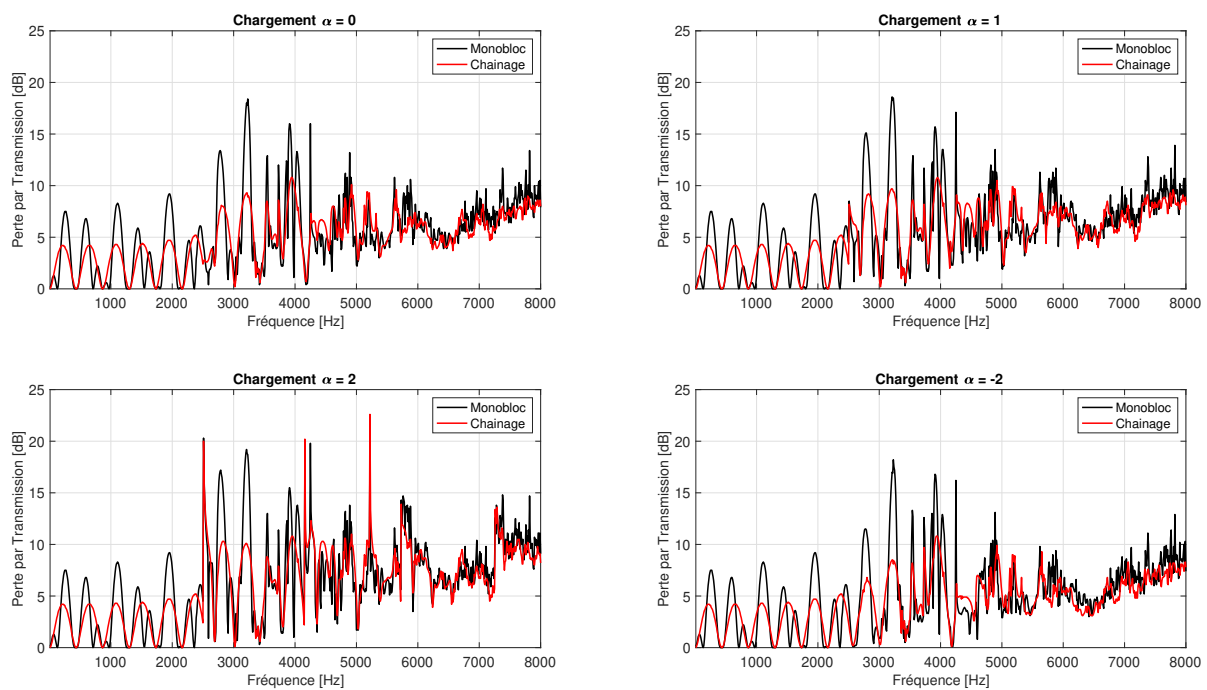 Chargement α = 0
25
20
15
10
5
0
Perte par Transmission [dB]
Monobloc
Chainage
1000 2000 3000 4000 5000 6000 7000 8000
Fréquence [Hz]
Chargement α = 1
25
20
15
10
5
0
Perte par Transmission [dB]
Monobloc
Chainage
1000 2000 3000 4000 5000 6000 7000 8000
Fréquence [Hz]
Chargement α = 2
25
20
15
10
5
0
Perte par Transmission [dB]
Monobloc
Chainage
1000 2000 3000 4000 5000 6000 7000 8000
Fréquence [Hz]
Chargement α = -2
25
20
15
10
5
0
Perte par Transmission [dB]
Monobloc
Chainage
1000 2000 3000 4000 5000 6000 7000 8000
Fréquence [Hz]